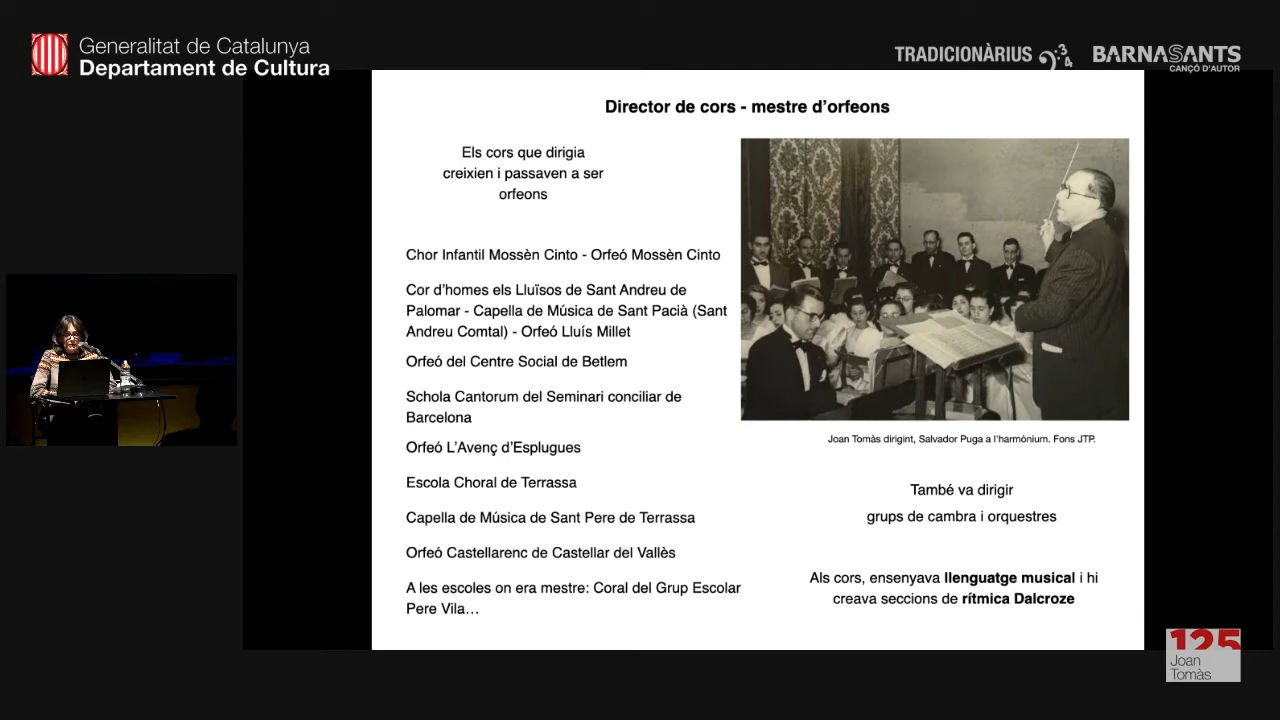 Generalitat de Catalunya
Departament de Cultura
TRADICIONÀRIUS
BARNASANTS
CANÇÓ D'AUTOR
Director de cors - mestre d'orfeons
Els cors que dirigia
creixien i passaven a ser
orfeons
Chor Infantil Mossèn Cinto - Orfeó Mossèn Cinto
Cor d'homes els Lluïsos de Sant Andreu de
Palomar - Capella de Música de Sant Pacià (Sant
Andreu Comtal) - Orfeó Lluís Millet
Orfeó del Centre Social de Betlem
Schola Cantorum del Seminari conciliar de
Barcelona
Orfeó L'Avenç d'Esplugues
Escola Choral de Terrassa
Capella de Música de Sant Pere de Terrassa
Orfeó Castellarenc de Castellar del Vallès
A les escoles on era mestre: Coral del Grup Escolar
Pere Vila…
Joan Tomàs dirigint, Salvador Puga a l'harmònium. Fons JTP.
També va dirigir
grups de cambra i orquestres
Als cors, ensenyava llenguatge musical i hi
creava seccions de rítmica Dalcroze
125
Joan
Tomàs